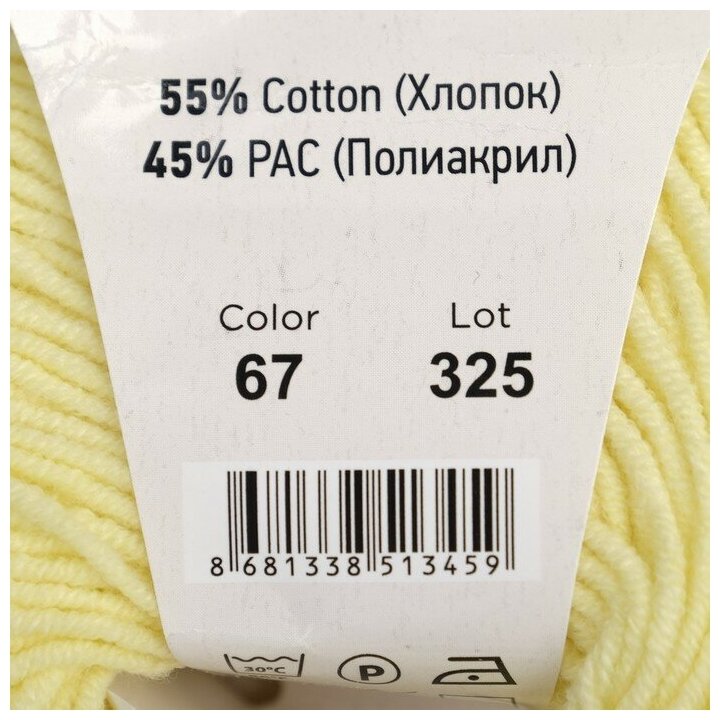 55% Cotton (Хлопок)
45% PAC (Полиакрил)
Color Lot
67 325
8 681338 513459
30°C P